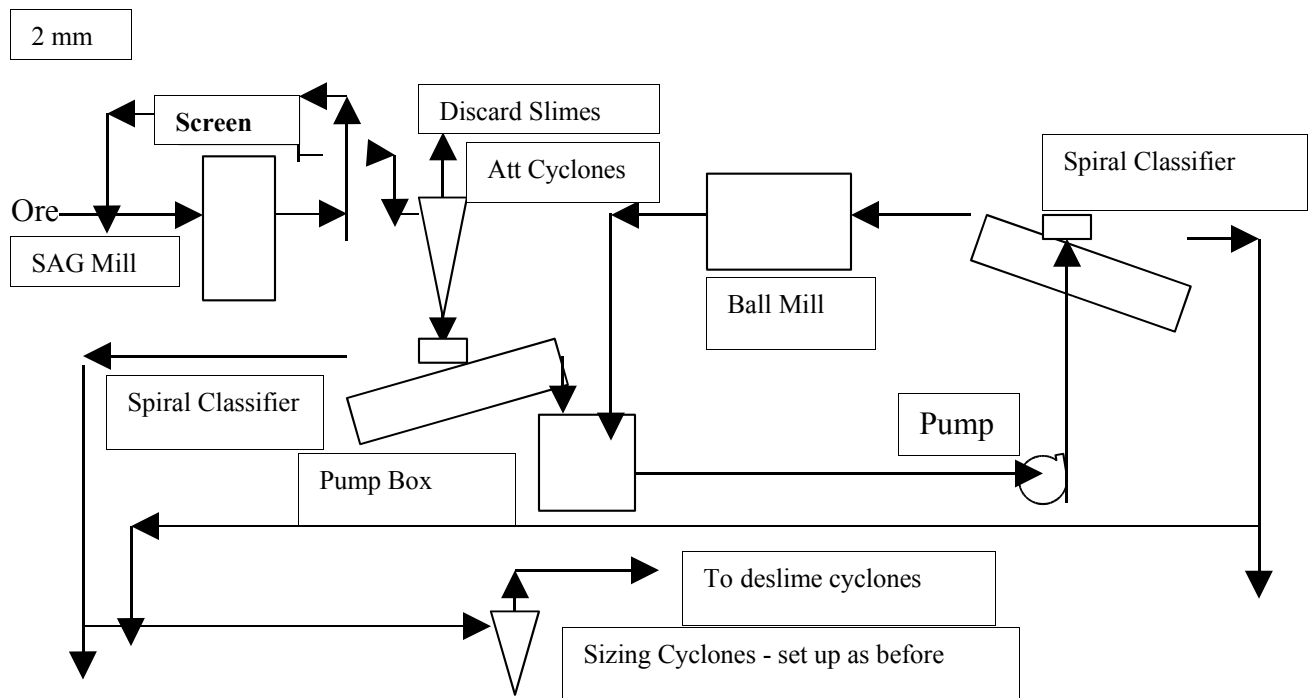 2 mm
Discard Slimes
Screen
Att Cyclones
Spiral Classifier
Ore
SAG Mill
Ball Mill
Spiral Classifier
Pump
Pump Box
To deslime cyclones
Sizing Cyclones - set up as before